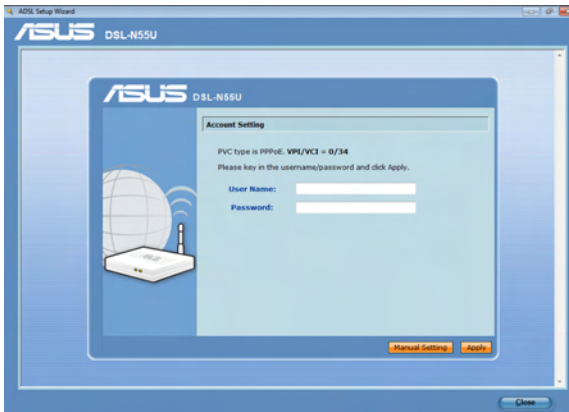 ADSL Setup Wizard
ASUS DSL-N55U
ASUS DSL-N55U
Account Setting
PVC type is PPPoE. VPI/VCI = 0/34
Please key in the username/password and click Apply.
User Name:
Password:
ASUS
Manual Setting Apply
Close